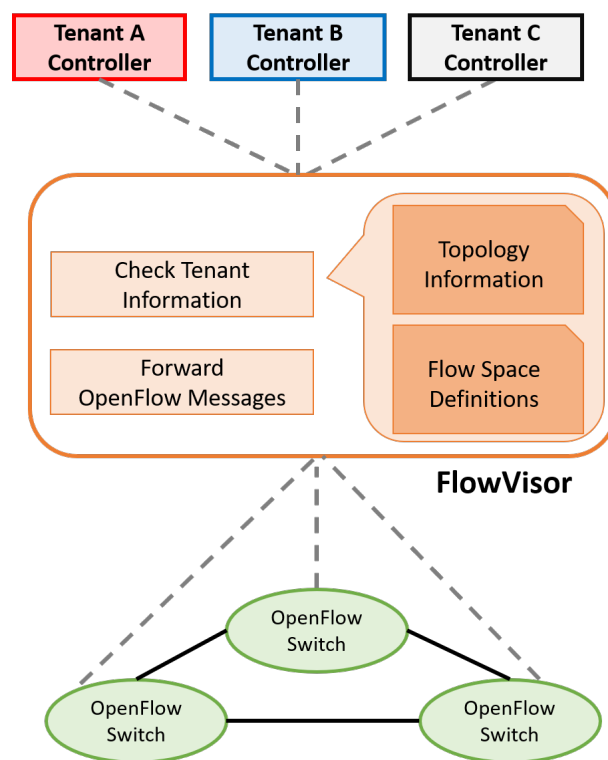 Tenant A
Controller
Tenant B
Controller
Tenant C
Controller
Check Tenant
Information
Topology
Information
Forward
OpenFlow Messages
Flow Space
Definitions
FlowVisor
OpenFlow
Switch
OpenFlow
Switch
OpenFlow
Switch